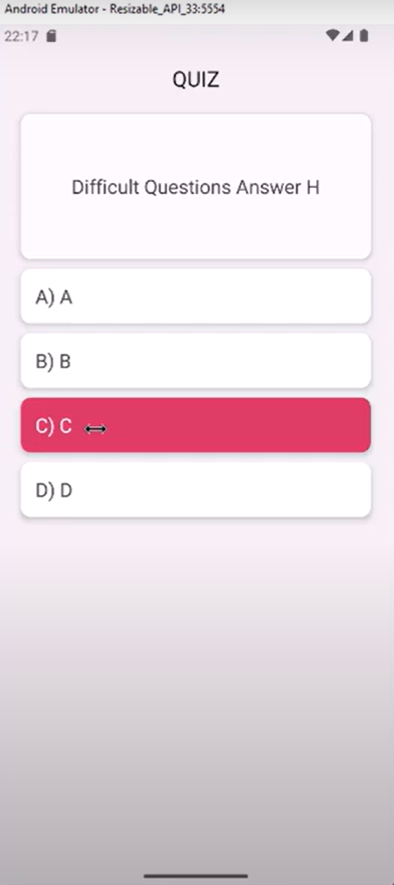 Android Emulator - Resizable_API_33:5554
22:17
QUIZ
Difficult Questions Answer H
A) A
B) B
C) C
D) D